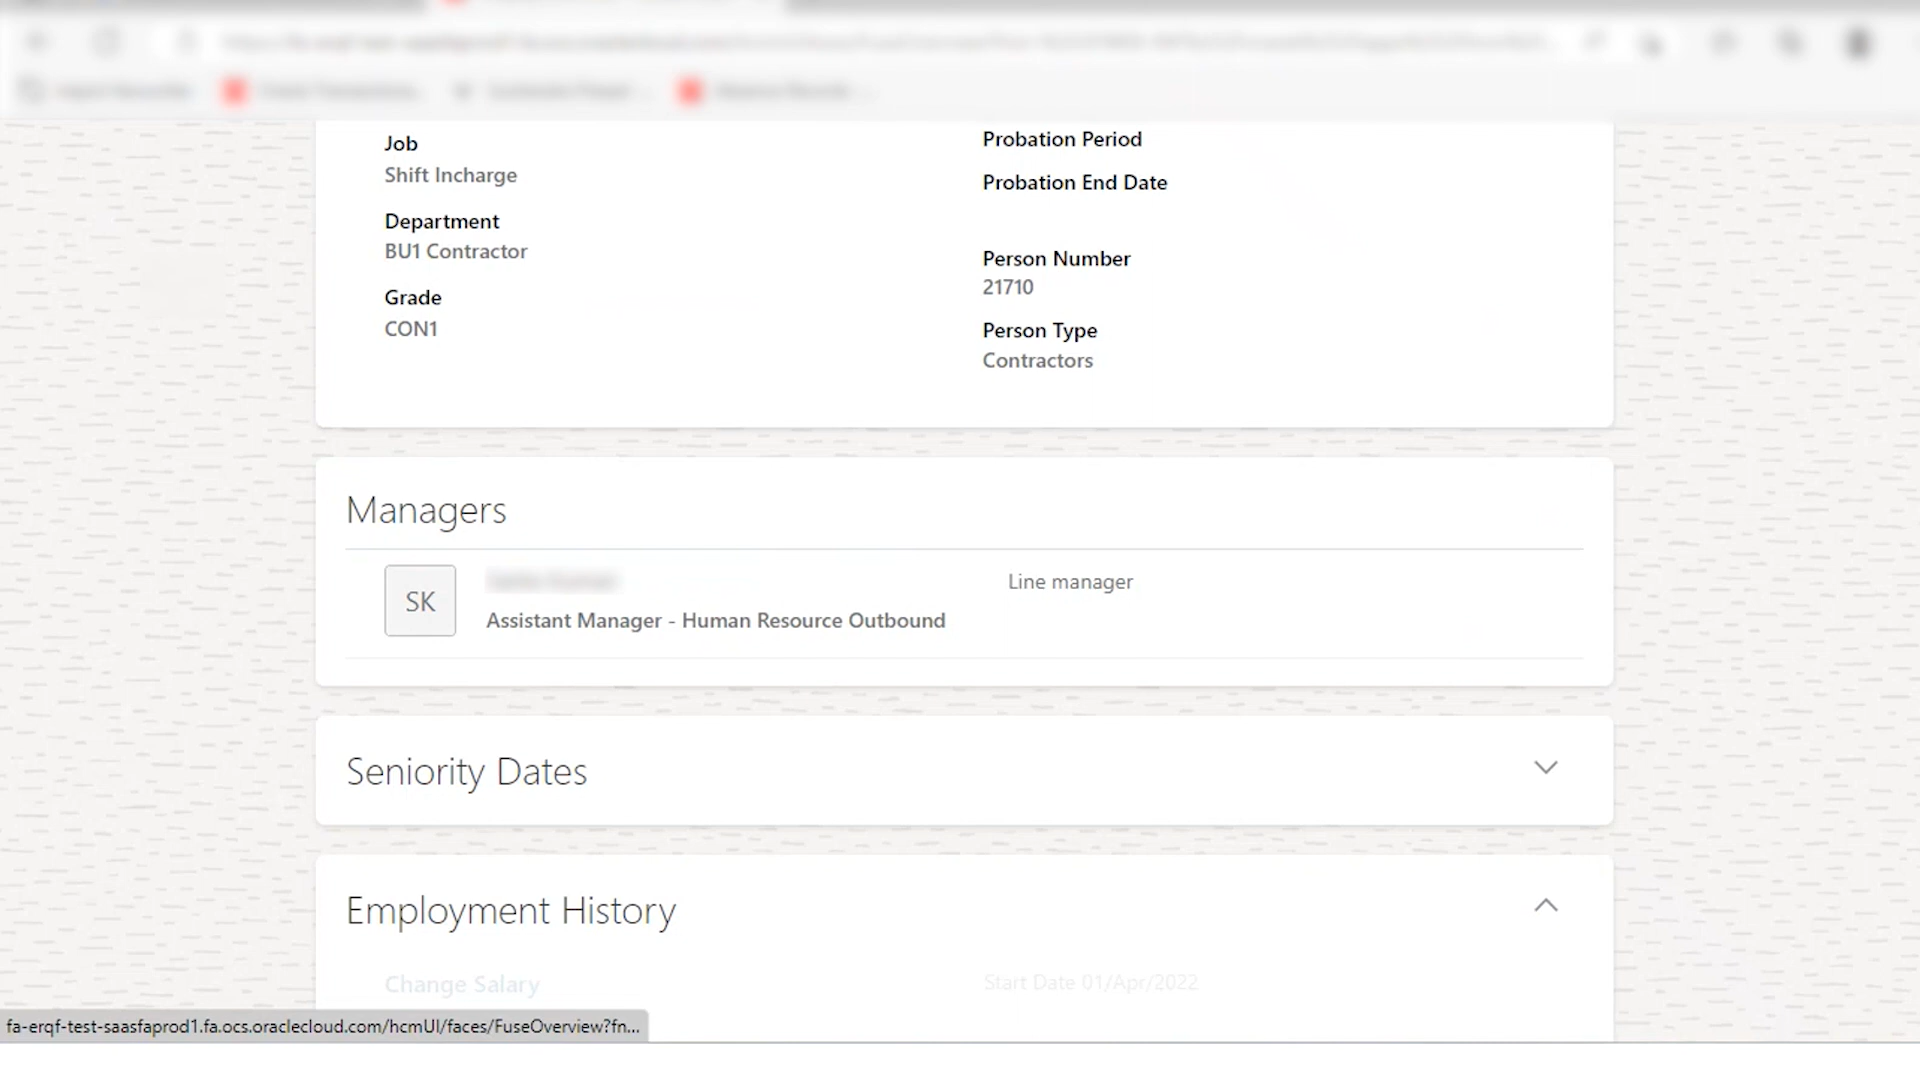 Job
Shift Incharge
Department
BU1 Contractor
Grade
CON1
Probation Period
Probation End Date
Person Number
21710
Person Type
Contractors
Managers
SK
Line manager
Assistant Manager - Human Resource Outbound
Seniority Dates
Employment History
Change Salary
Start Date 01/Apr/2022
fa-erqf-test-saasfaprod1.fa.ocs.oraclecloud.com/hcmUI/faces/FuseOverview?fn...